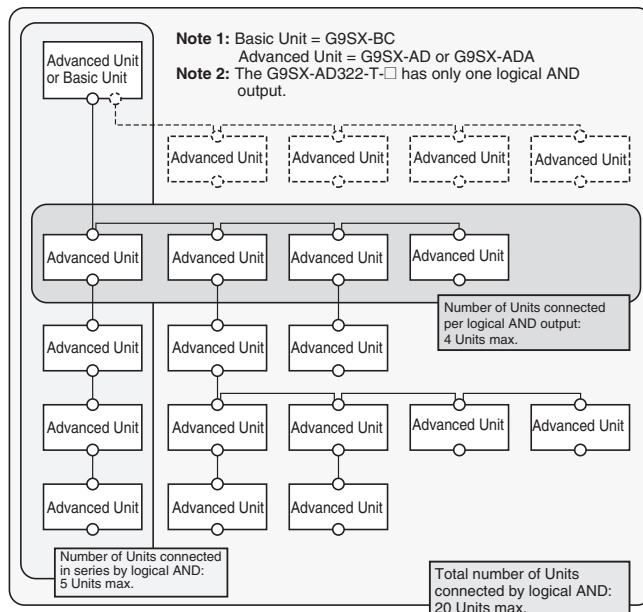 Advanced Unit
or Basic Unit
Note 1: Basic Unit = G9SX-BC
Advanced Unit = G9SX-AD or G9SX-ADA
Note 2: The G9SX-AD322-T-□ has only one logical AND
output.
Advanced Unit Advanced Unit Advanced Unit Advanced Unit
Advanced Unit Advanced Unit Advanced Unit Advanced Unit
Number of Units connected
per logical AND output:
4 Units max.
Advanced Unit Advanced Unit Advanced Unit
Advanced Unit Advanced Unit Advanced Unit Advanced Unit Advanced Unit
Advanced Unit Advanced Unit Advanced Unit
Number of Units connected
in series by logical AND:
5 Units max.
Total number of Units
connected by logical AND:
20 Units max.